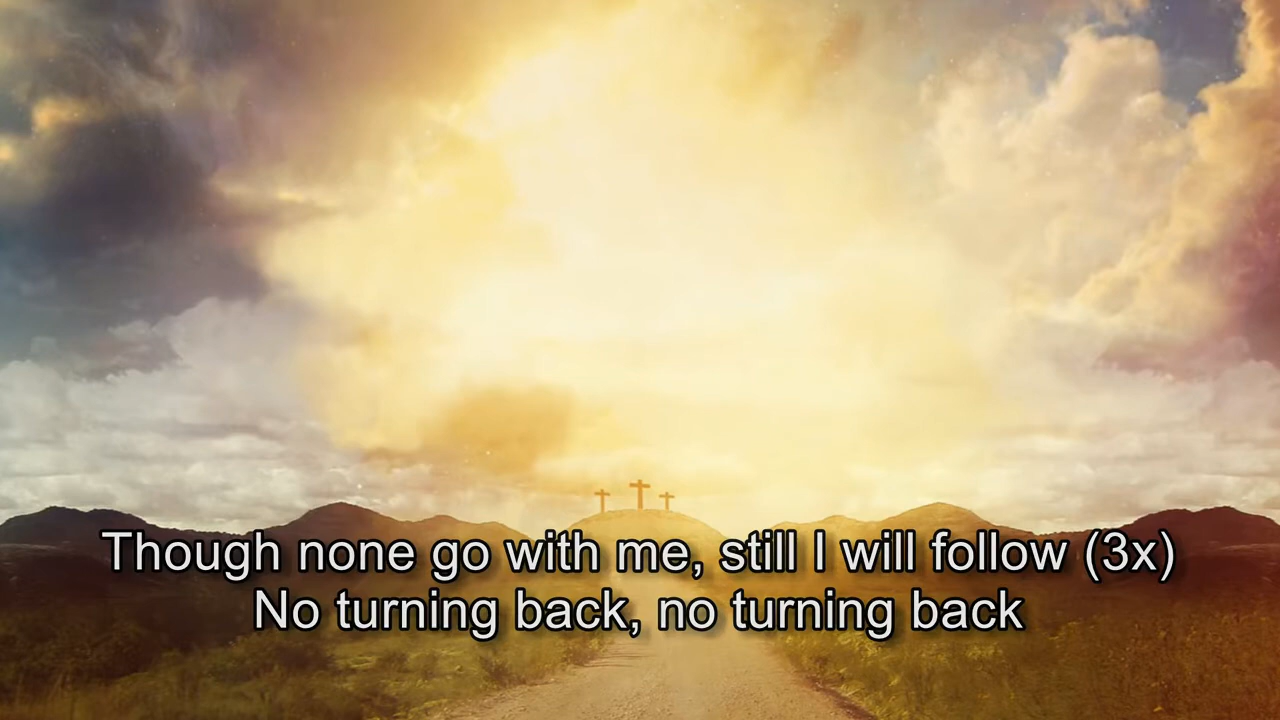 Though none go with me, still I will follow (3x)
No turning back, no turning back